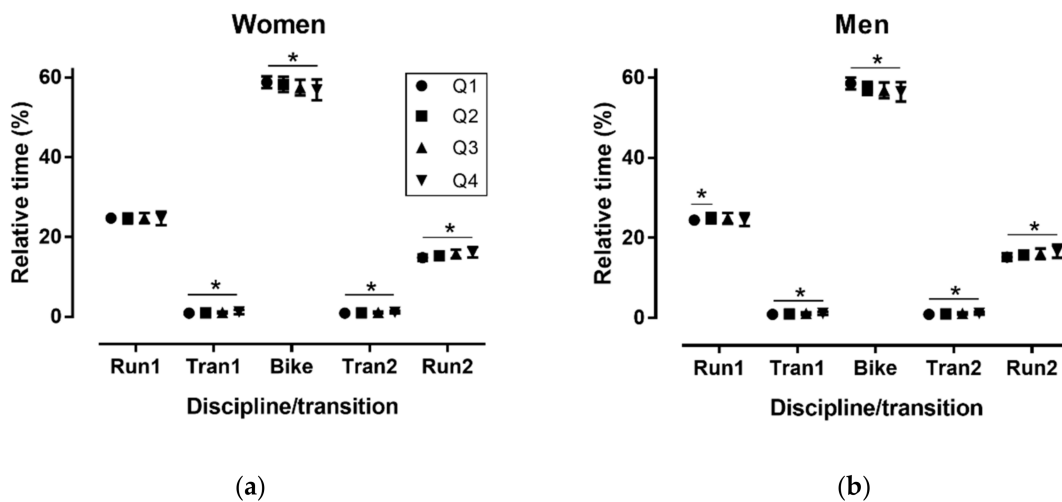 Women
Relative time (%)
60
40
20
0
*
*
*
*
Q1
Q2
Q3
Q4
Run1 Tran1 Bike Tran2 Run2
Discipline/transition
(a)
Men
Relative time (%)
60
40
20
0
*
*
*
*
*
Run1 Tran1 Bike Tran2 Run2
Discipline/transition
(b)